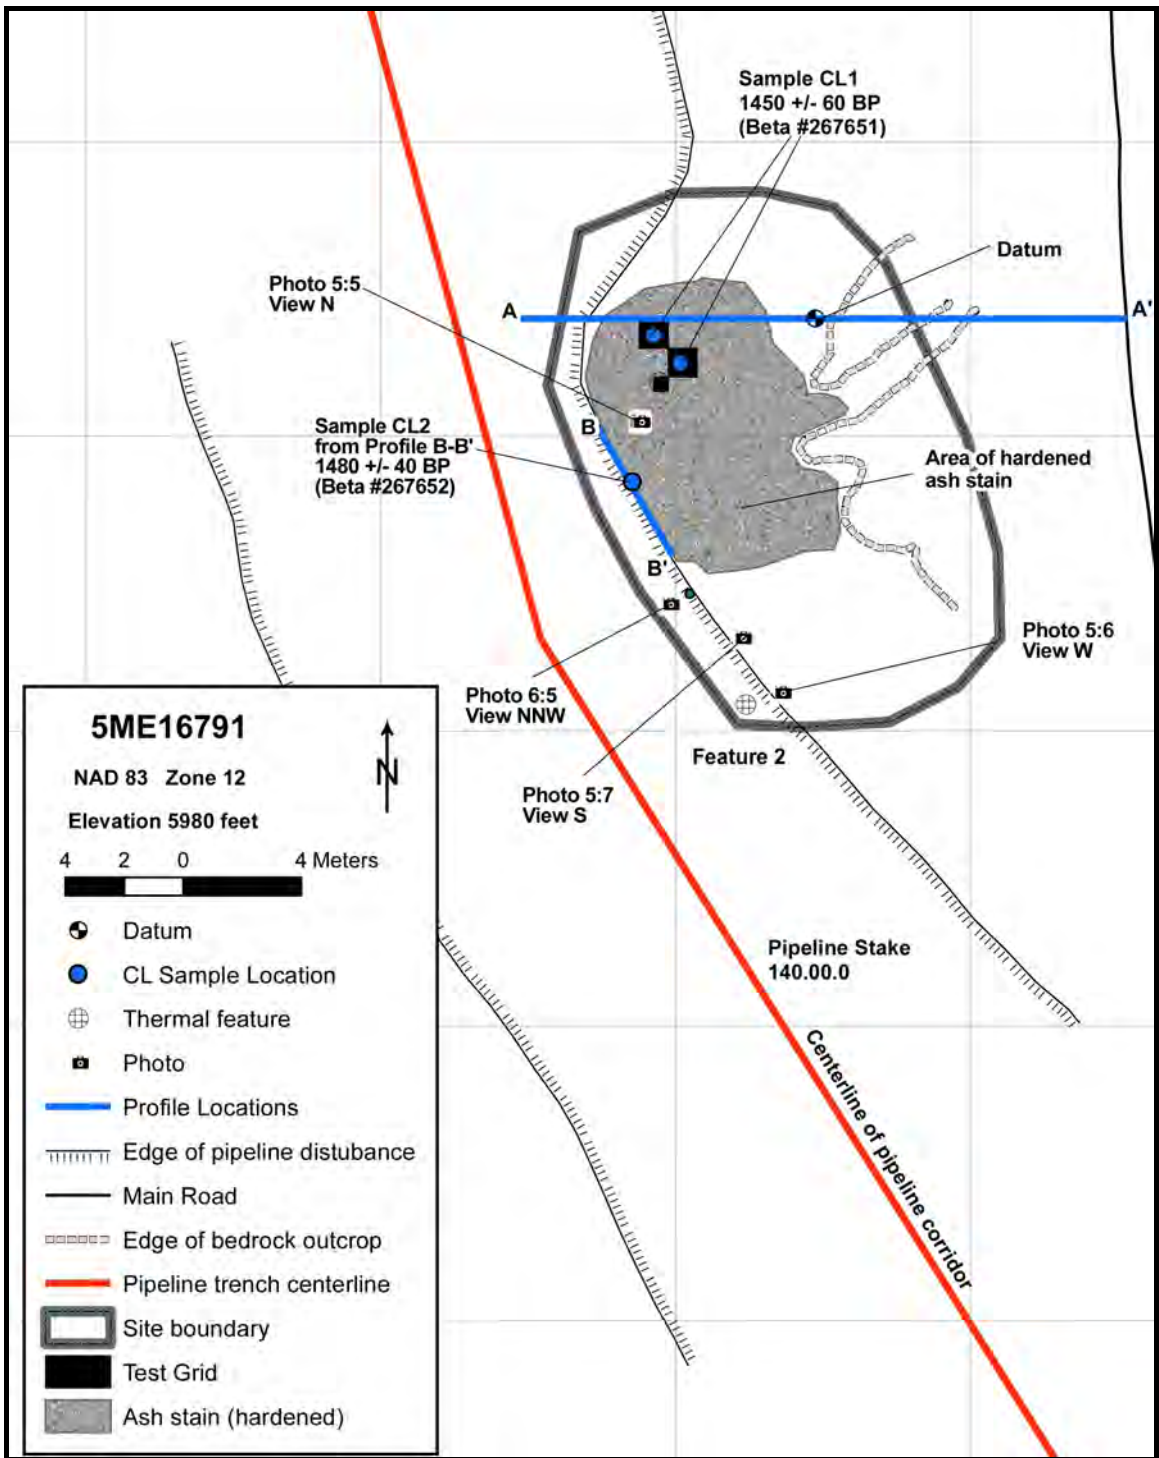 Sample CL1
1450 +/- 60 BP
(Beta #267651)
Datum
Photo 5:5
View N
A
A'
B
Sample CL2
from Profile B-B'
1480 +/- 40 BP
(Beta #267652)
Area of hardened
ash stain
B'
Photo 5:6
View W
Photo 6:5
View NNW
Feature 2
Photo 5:7
View S
Pipeline Stake
140.00.0
Centerline of pipeline corridor
5ME16791
NAD 83 Zone 12
N
Elevation 5980 feet
4 2 0 4 Meters
Datum
CL Sample Location
Thermal feature
Photo
Profile Locations
Edge of pipeline distubance
Main Road
Edge of bedrock outcrop
Pipeline trench centerline
Site boundary
Test Grid
Ash stain (hardened)